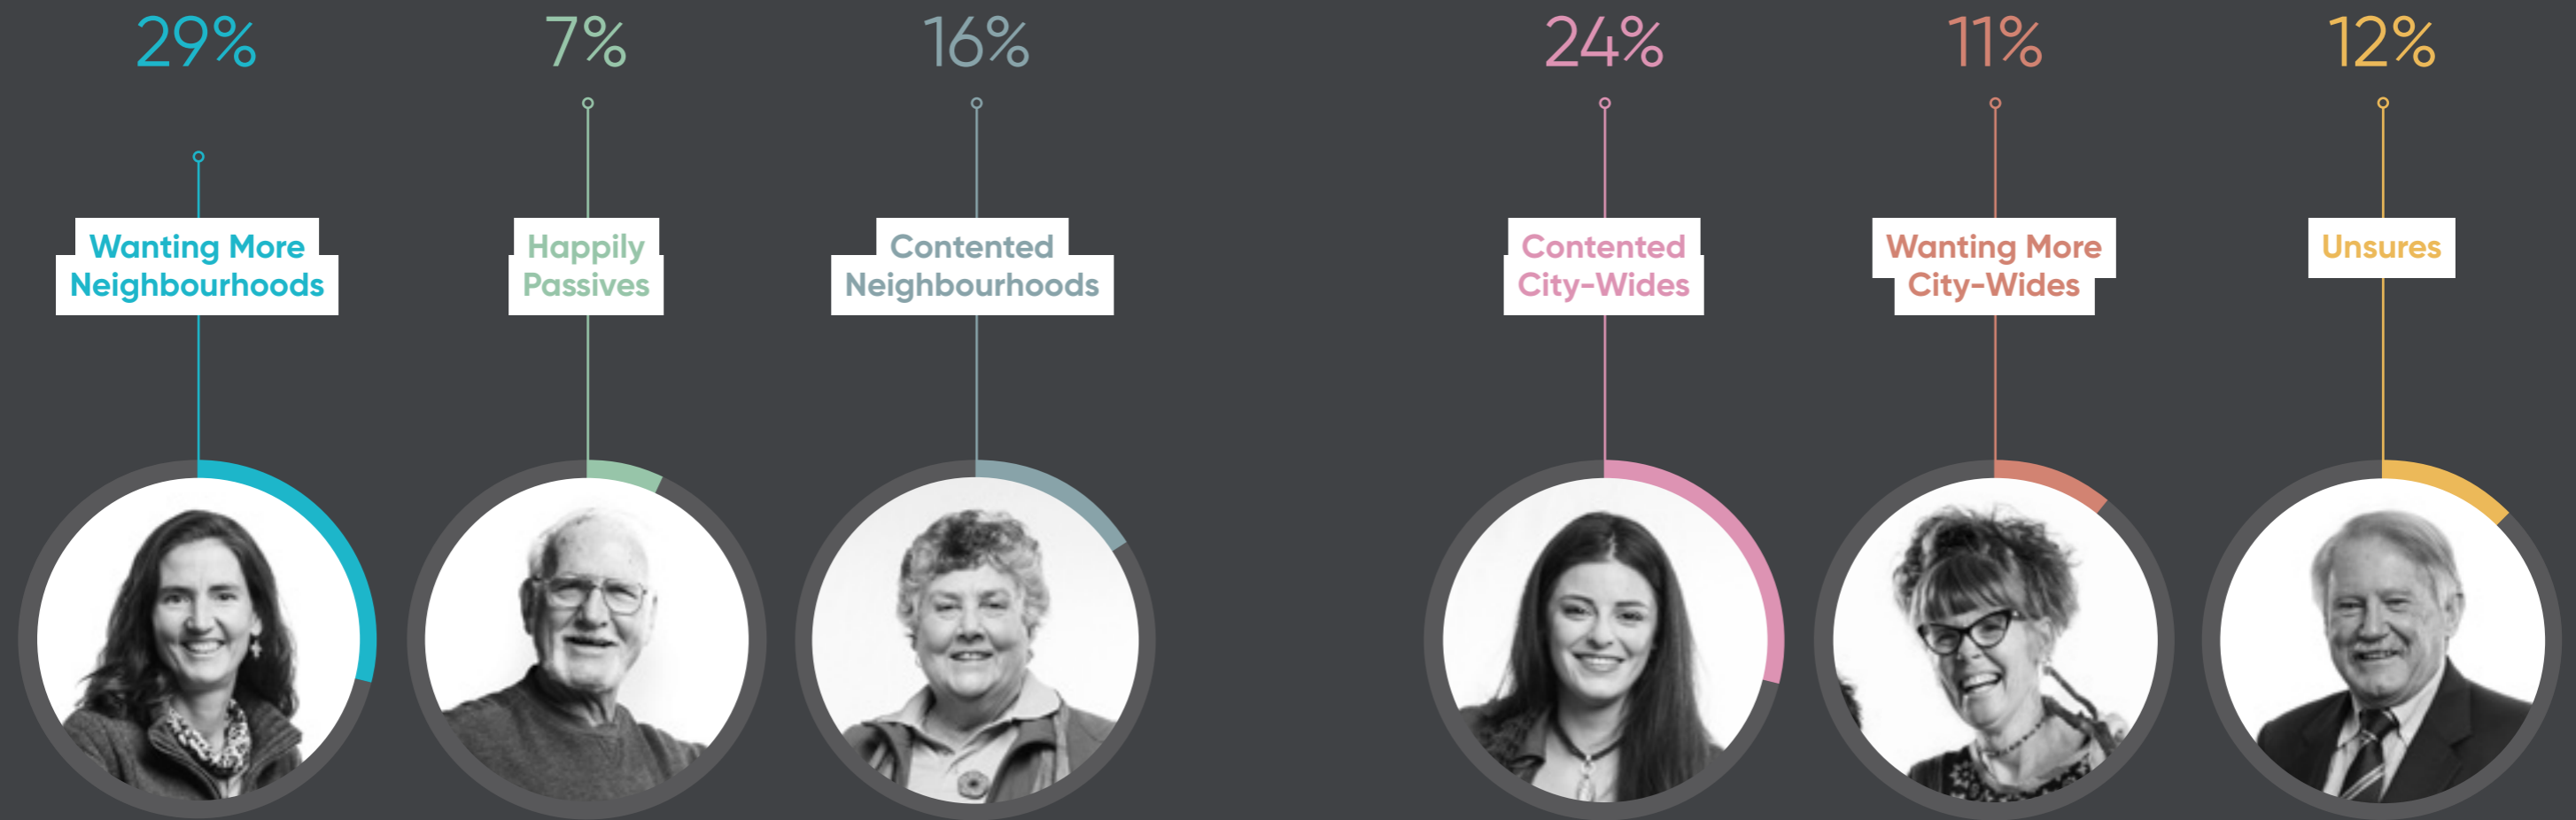 29%
7%
16%
24%
11%
12%
Wanting More
Neighbourhoods
Happily
Passives
Contented
Neighbourhoods
Contented
City-Wides
Wanting More
City-Wides
Unsures